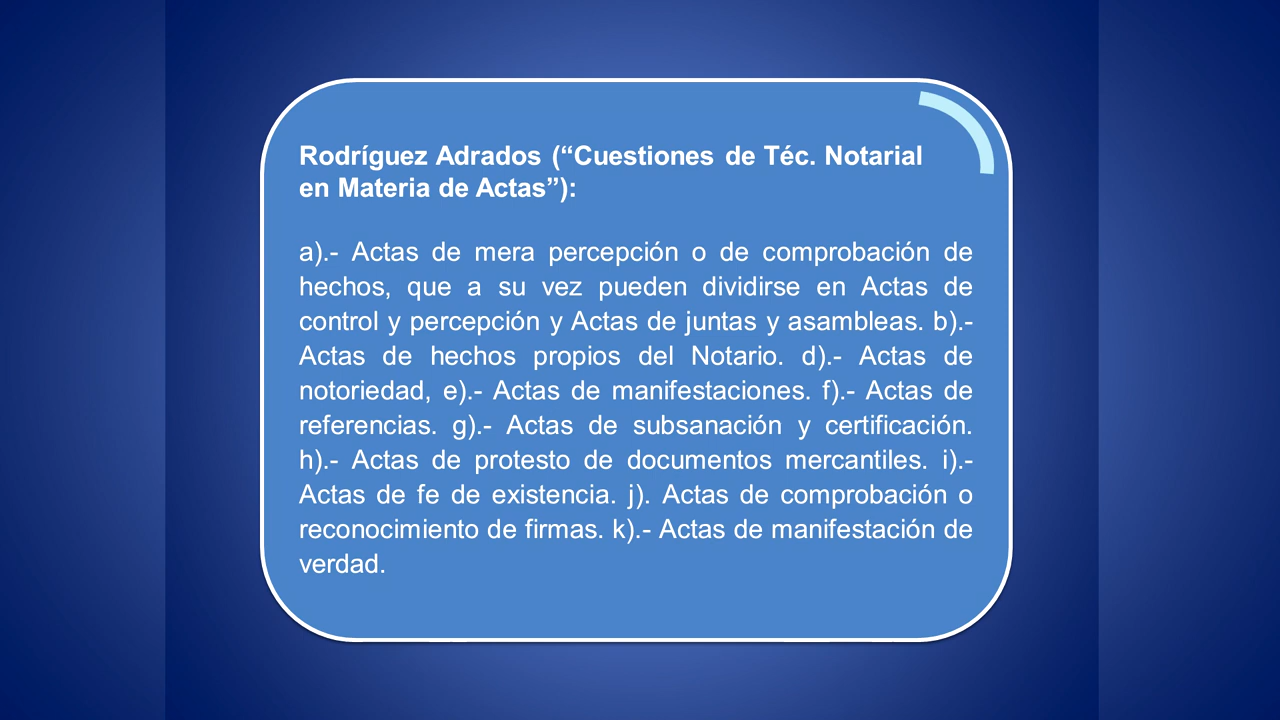 Rodríguez Adrados (“Cuestiones de Téc. Notarial
en Materia de Actas”):
a).- Actas de mera percepción o de comprobación de
hechos, que a su vez pueden dividirse en Actas de
control y percepción y Actas de juntas y asambleas. b).-
Actas de hechos propios del Notario. d).- Actas de
notoriedad, e).- Actas de manifestaciones. f).- Actas de
referencias. g).- Actas de subsanación y certificación.
h).- Actas de protesto de documentos mercantiles. i).-
Actas de fe de existencia. j). Actas de comprobación o
reconocimiento de firmas. k).- Actas de manifestación de
verdad.